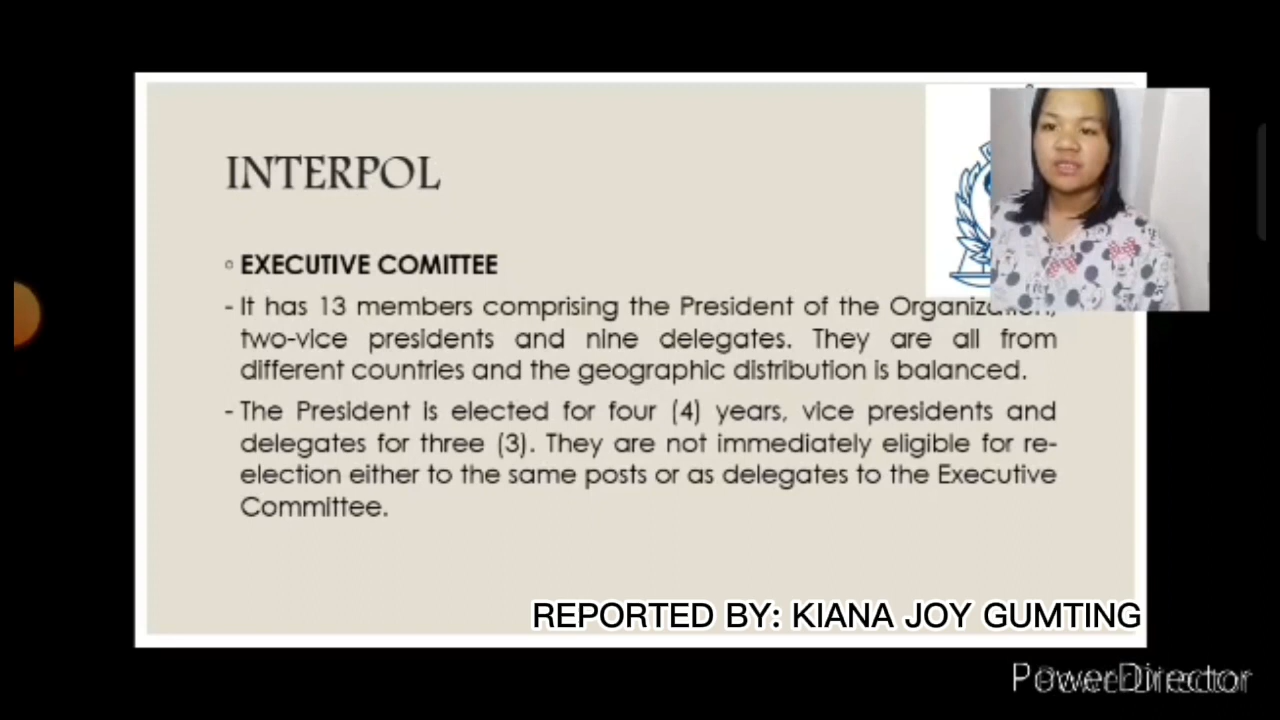 INTERPOL
EXECUTIVE COMITTEE
- It has 13 members comprising the President of the Organization,
two-vice presidents and nine delegates. They are all from
different countries and the geographic distribution is balanced.
- The President is elected for four (4) years, vice presidents and
delegates for three (3). They are not immediately eligible for re-
election either to the same posts or as delegates to the Executive
Committee.
REPORTED BY: KIANA JOY GUMTING
PowerDirector